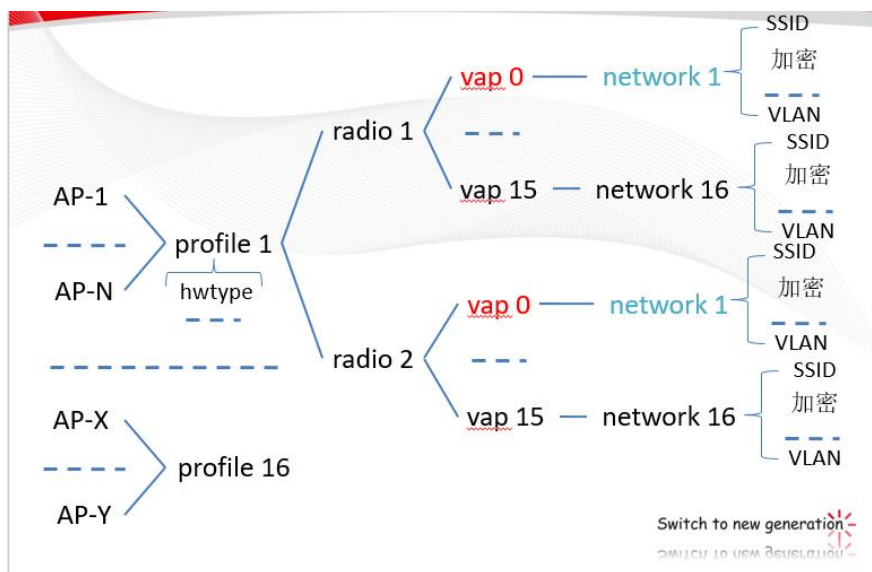 AP-1
AP-N
profile 1
hwtype
AP-X
AP-Y
profile 16
radio 1
radio 2
vap 0
network 1
SSID
加密
VLAN
vap 15
network 16
SSID
加密
VLAN
vap 0
network 1
SSID
加密
VLAN
vap 15
network 16
SSID
加密
VLAN
Switch to new generation